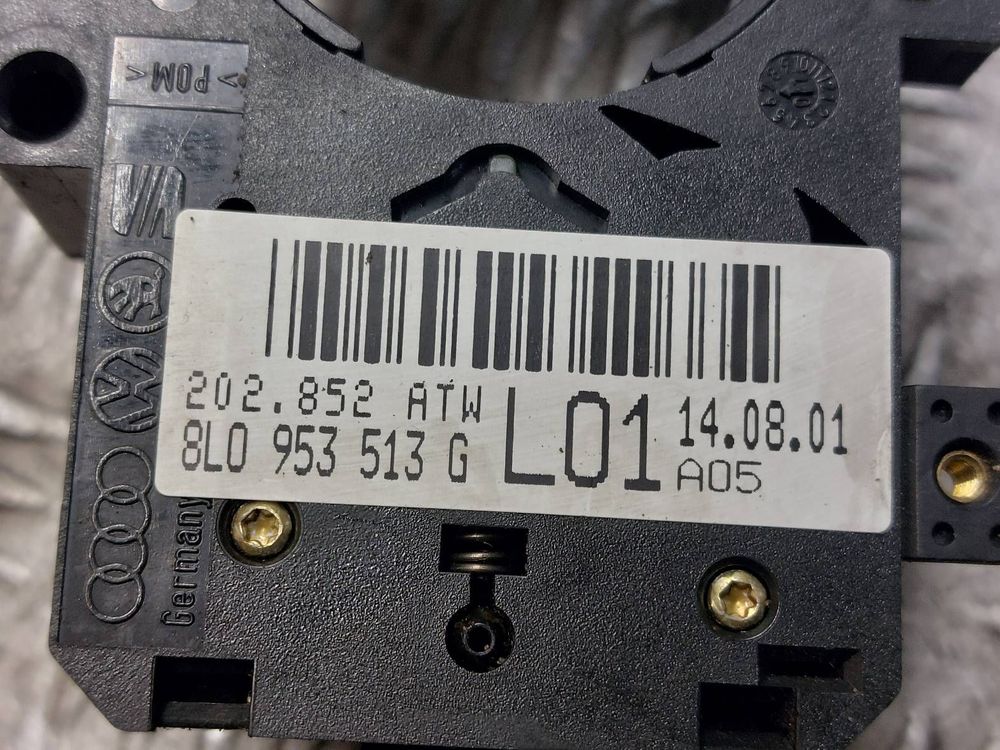 >POM<
202.852 ATW
8L0 953 513 G
L01
14.08.01
A05
Germany